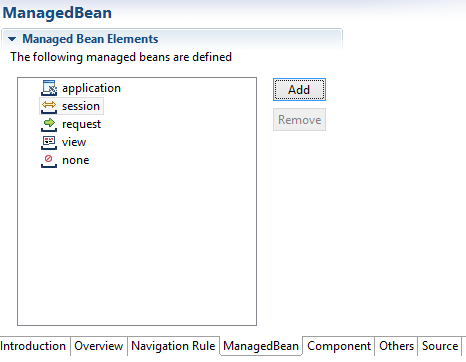 ManagedBean
Managed Bean Elements
The following managed beans are defined
application
session
request
view
none
Add
Remove
Introduction Overview Navigation Rule ManagedBean Component Others Source